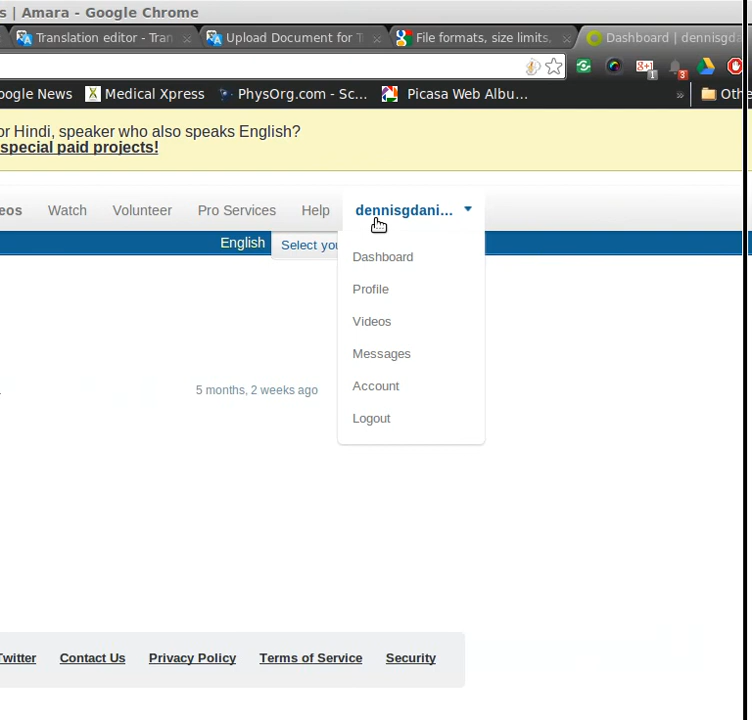 s | Amara - Google Chrome
Translation editor - Tran
Upload Document for T
File formats, size limits,
Dashboard | dennisgda
oogle News
Medical Xpress
PhysOrg.com - Sc...
Picasa Web Albu...
»
Othe
or Hindi, speaker who also speaks English?
special paid projects!
eos
Watch
Volunteer
Pro Services
Help
dennisgdani...
English
Select you
Dashboard
Profile
Videos
Messages
5 months, 2 weeks ago
Account
Logout
Twitter
Contact Us
Privacy Policy
Terms of Service
Security